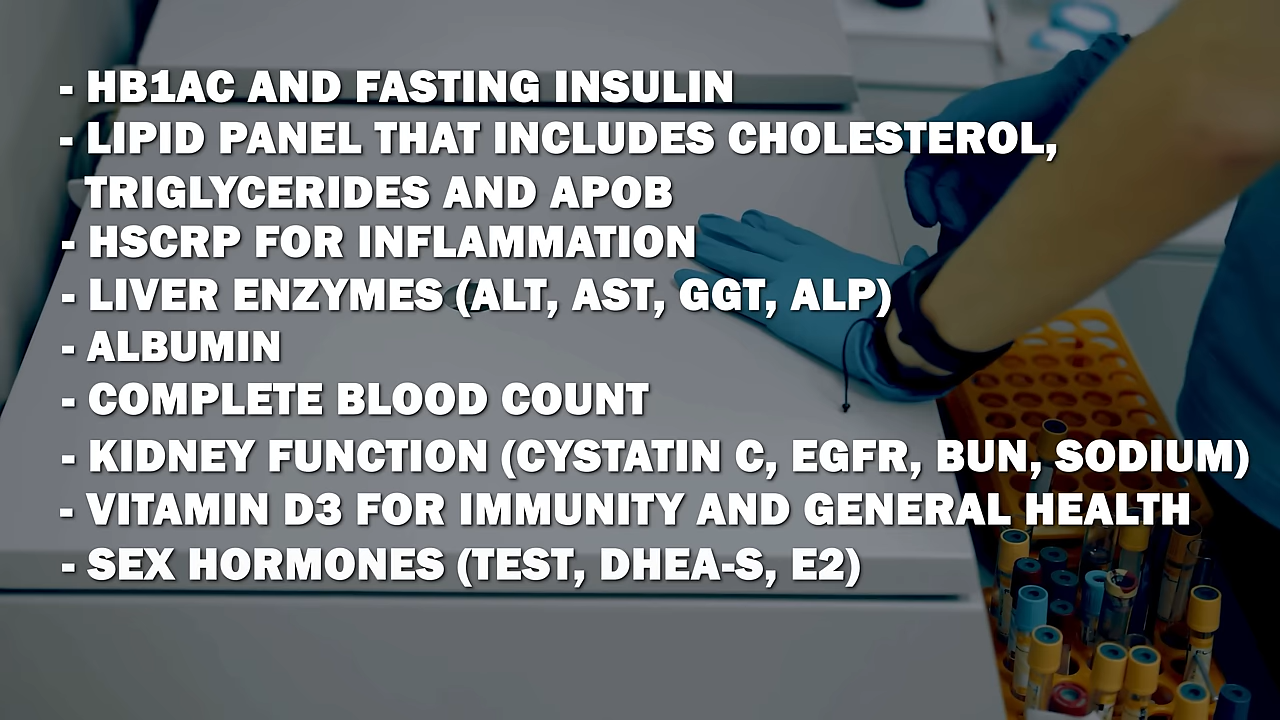 - HB1AC AND FASTING INSULIN
- LIPID PANEL THAT INCLUDES CHOLESTEROL,
TRIGLYCERIDES AND APOB
- HSCRP FOR INFLAMMATION
- LIVER ENZYMES (ALT, AST, GGT, ALP)
- ALBUMIN
- COMPLETE BLOOD COUNT
- KIDNEY FUNCTION (CYSTATIN C, EGFR, BUN, SODIUM)
- VITAMIN D3 FOR IMMUNITY AND GENERAL HEALTH
- SEX HORMONES (TEST, DHEA-S, E2)